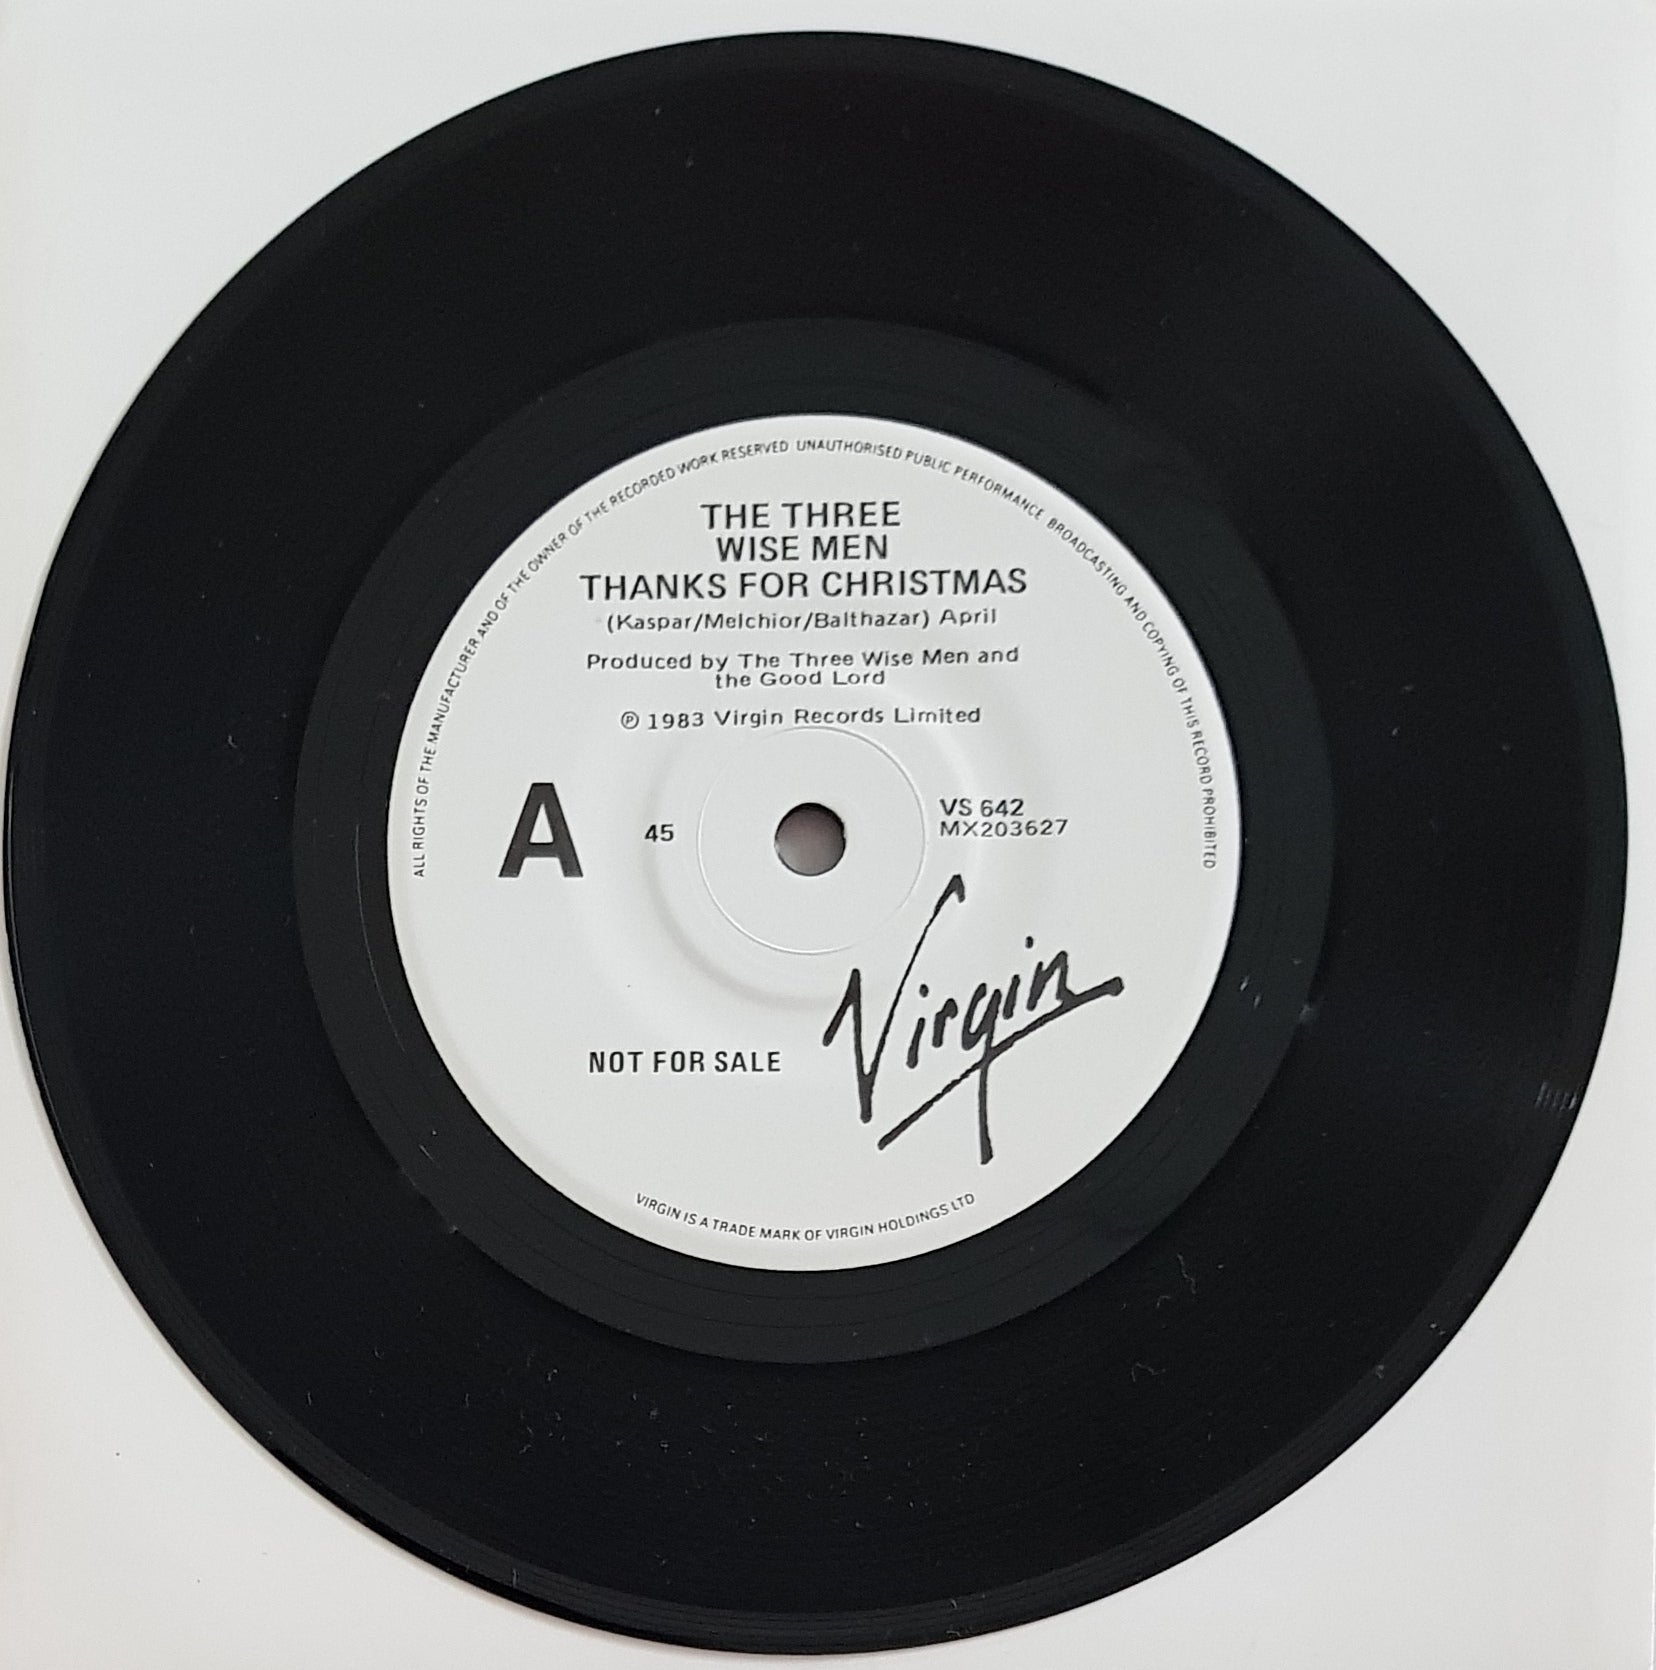 ALL RIGHTS OF THE MANUFACTURER AND OF THE OWNER OF THE RECORDED WORK RESERVED UNAUTHORISED PUBLIC PERFORMANCE BROADCASTING AND COPYING OF THIS RECORD PROHIBITED
THE THREE
WISE MEN
THANKS FOR CHRISTMAS
(Kaspar/Melchior/Balthazar) April
Produced by The Three Wise Men and
the Good Lord
℗ 1983 Virgin Records Limited
A
45
VS 642
MX203627
Virgin
NOT FOR SALE
VIRGIN IS A TRADE MARK OF VIRGIN HOLDINGS LTD